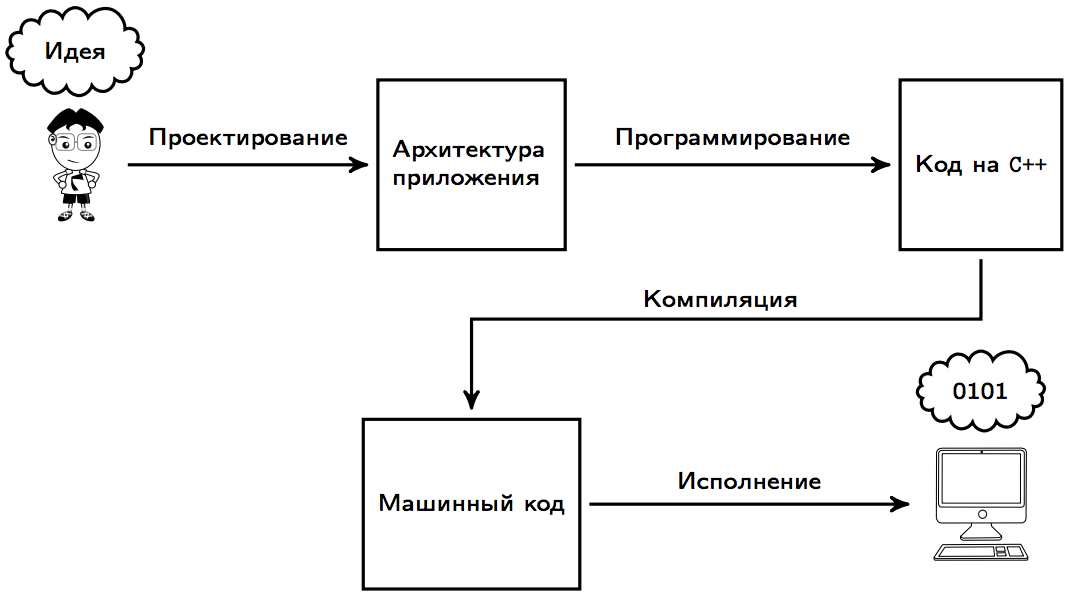 Идея
Проектирование
Архитектура
приложения
Программирование
Код на C++
Компиляция
0101
Машинный код
Исполнение